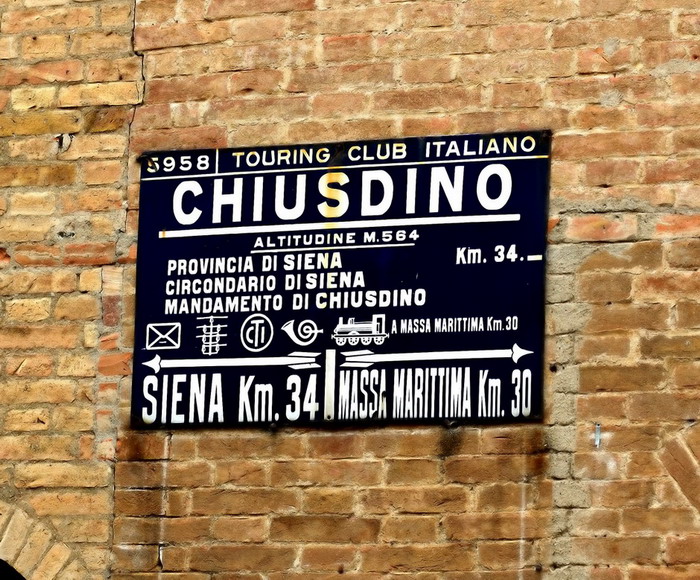 5958 TOURING CLUB ITALIANO
CHIUSDINO
ALTITUDINE M.564
PROVINCIA DI SIENA Km. 34.—
CIRCONDARIO DI SIENA
MANDAMENTO DI CHIUSDINO
CTI A MASSA MARITTIMA Km.30
SIENA Km. 34 MASSA MARITTIMA Km. 30